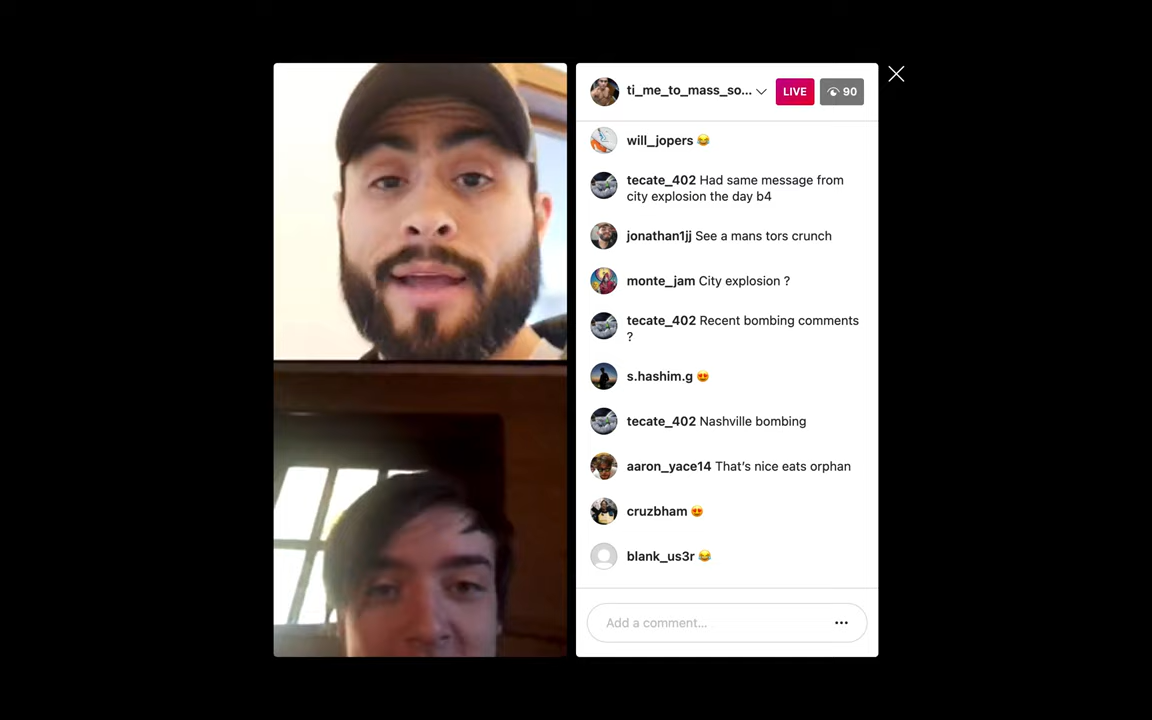 ti_me_to_mass_so... LIVE 90
will_jopers 😂
tecate_402 Had same message from
city explosion the day b4
jonathan1jj See a mans tors crunch
monte_jam City explosion ?
tecate_402 Recent bombing comments
?
s.hashim.g 😍
tecate_402 Nashville bombing
aaron_yace14 That’s nice eats orphan
cruzbham 😍
blank_us3r 😂
Add a comment...